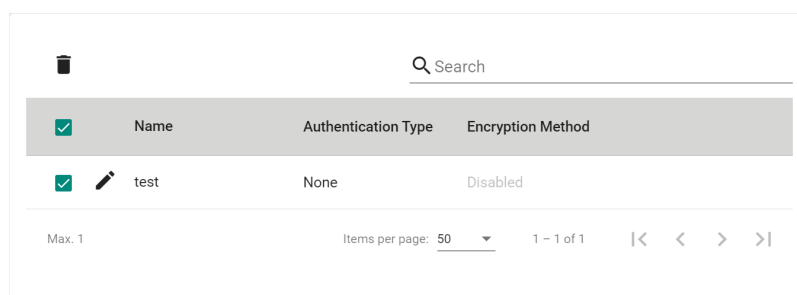 Search
Name Authentication Type Encryption Method
test None Disabled
Max. 1 Items per page: 50 1 – 1 of 1